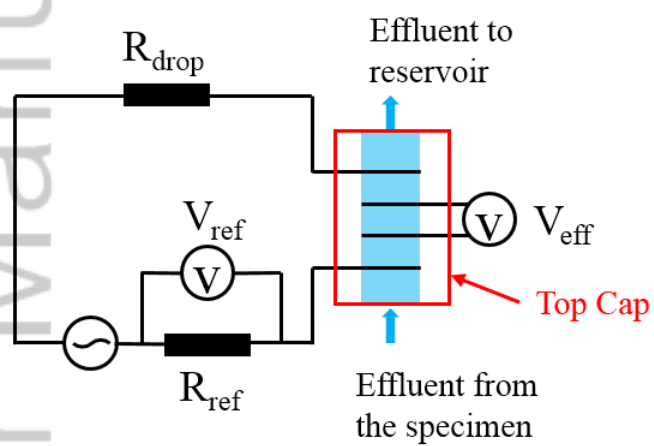 Effluent to
reservoir
R_drop
V_ref
V
V
V_eff
Top Cap
R_ref
Effluent from
the specimen